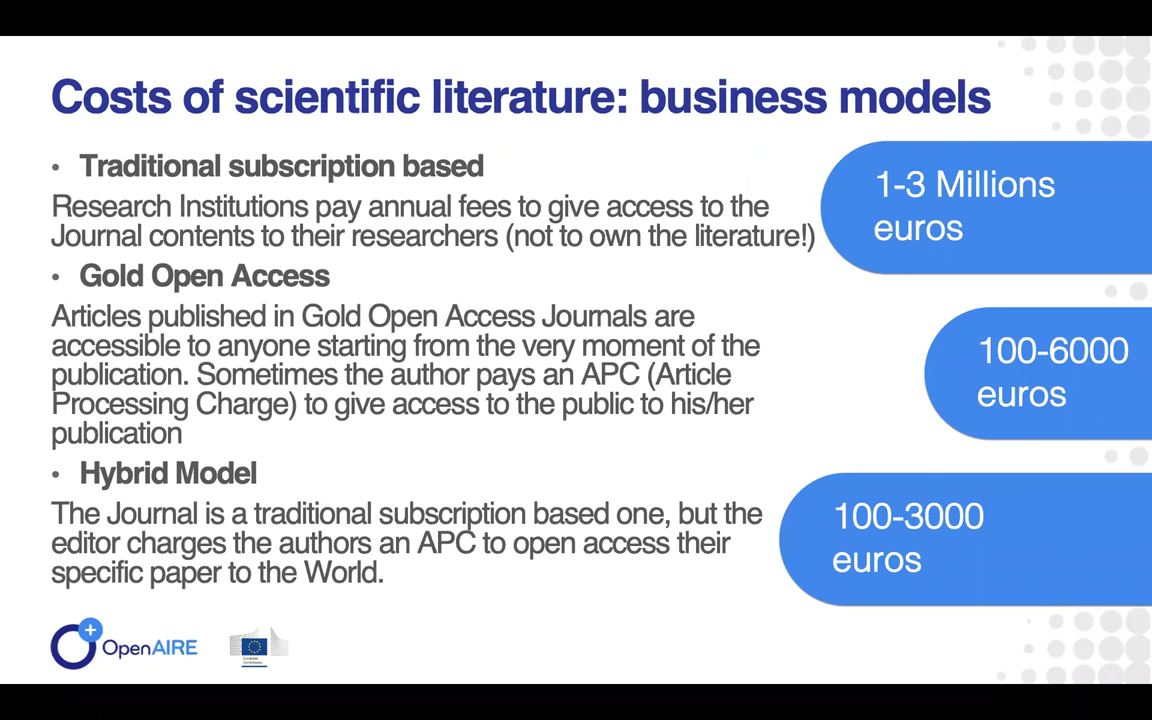 Costs of scientific literature: business models
• Traditional subscription based
Research Institutions pay annual fees to give access to the
Journal contents to their researchers (not to own the literature!)
1-3 Millions
euros
• Gold Open Access
Articles published in Gold Open Access Journals are
accessible to anyone starting from the very moment of the
publication. Sometimes the author pays an APC (Article
Processing Charge) to give access to the public to his/her
publication
100-6000
euros
• Hybrid Model
The Journal is a traditional subscription based one, but the
editor charges the authors an APC to open access their
specific paper to the World.
100-3000
euros
OpenAIRE
European
Commission